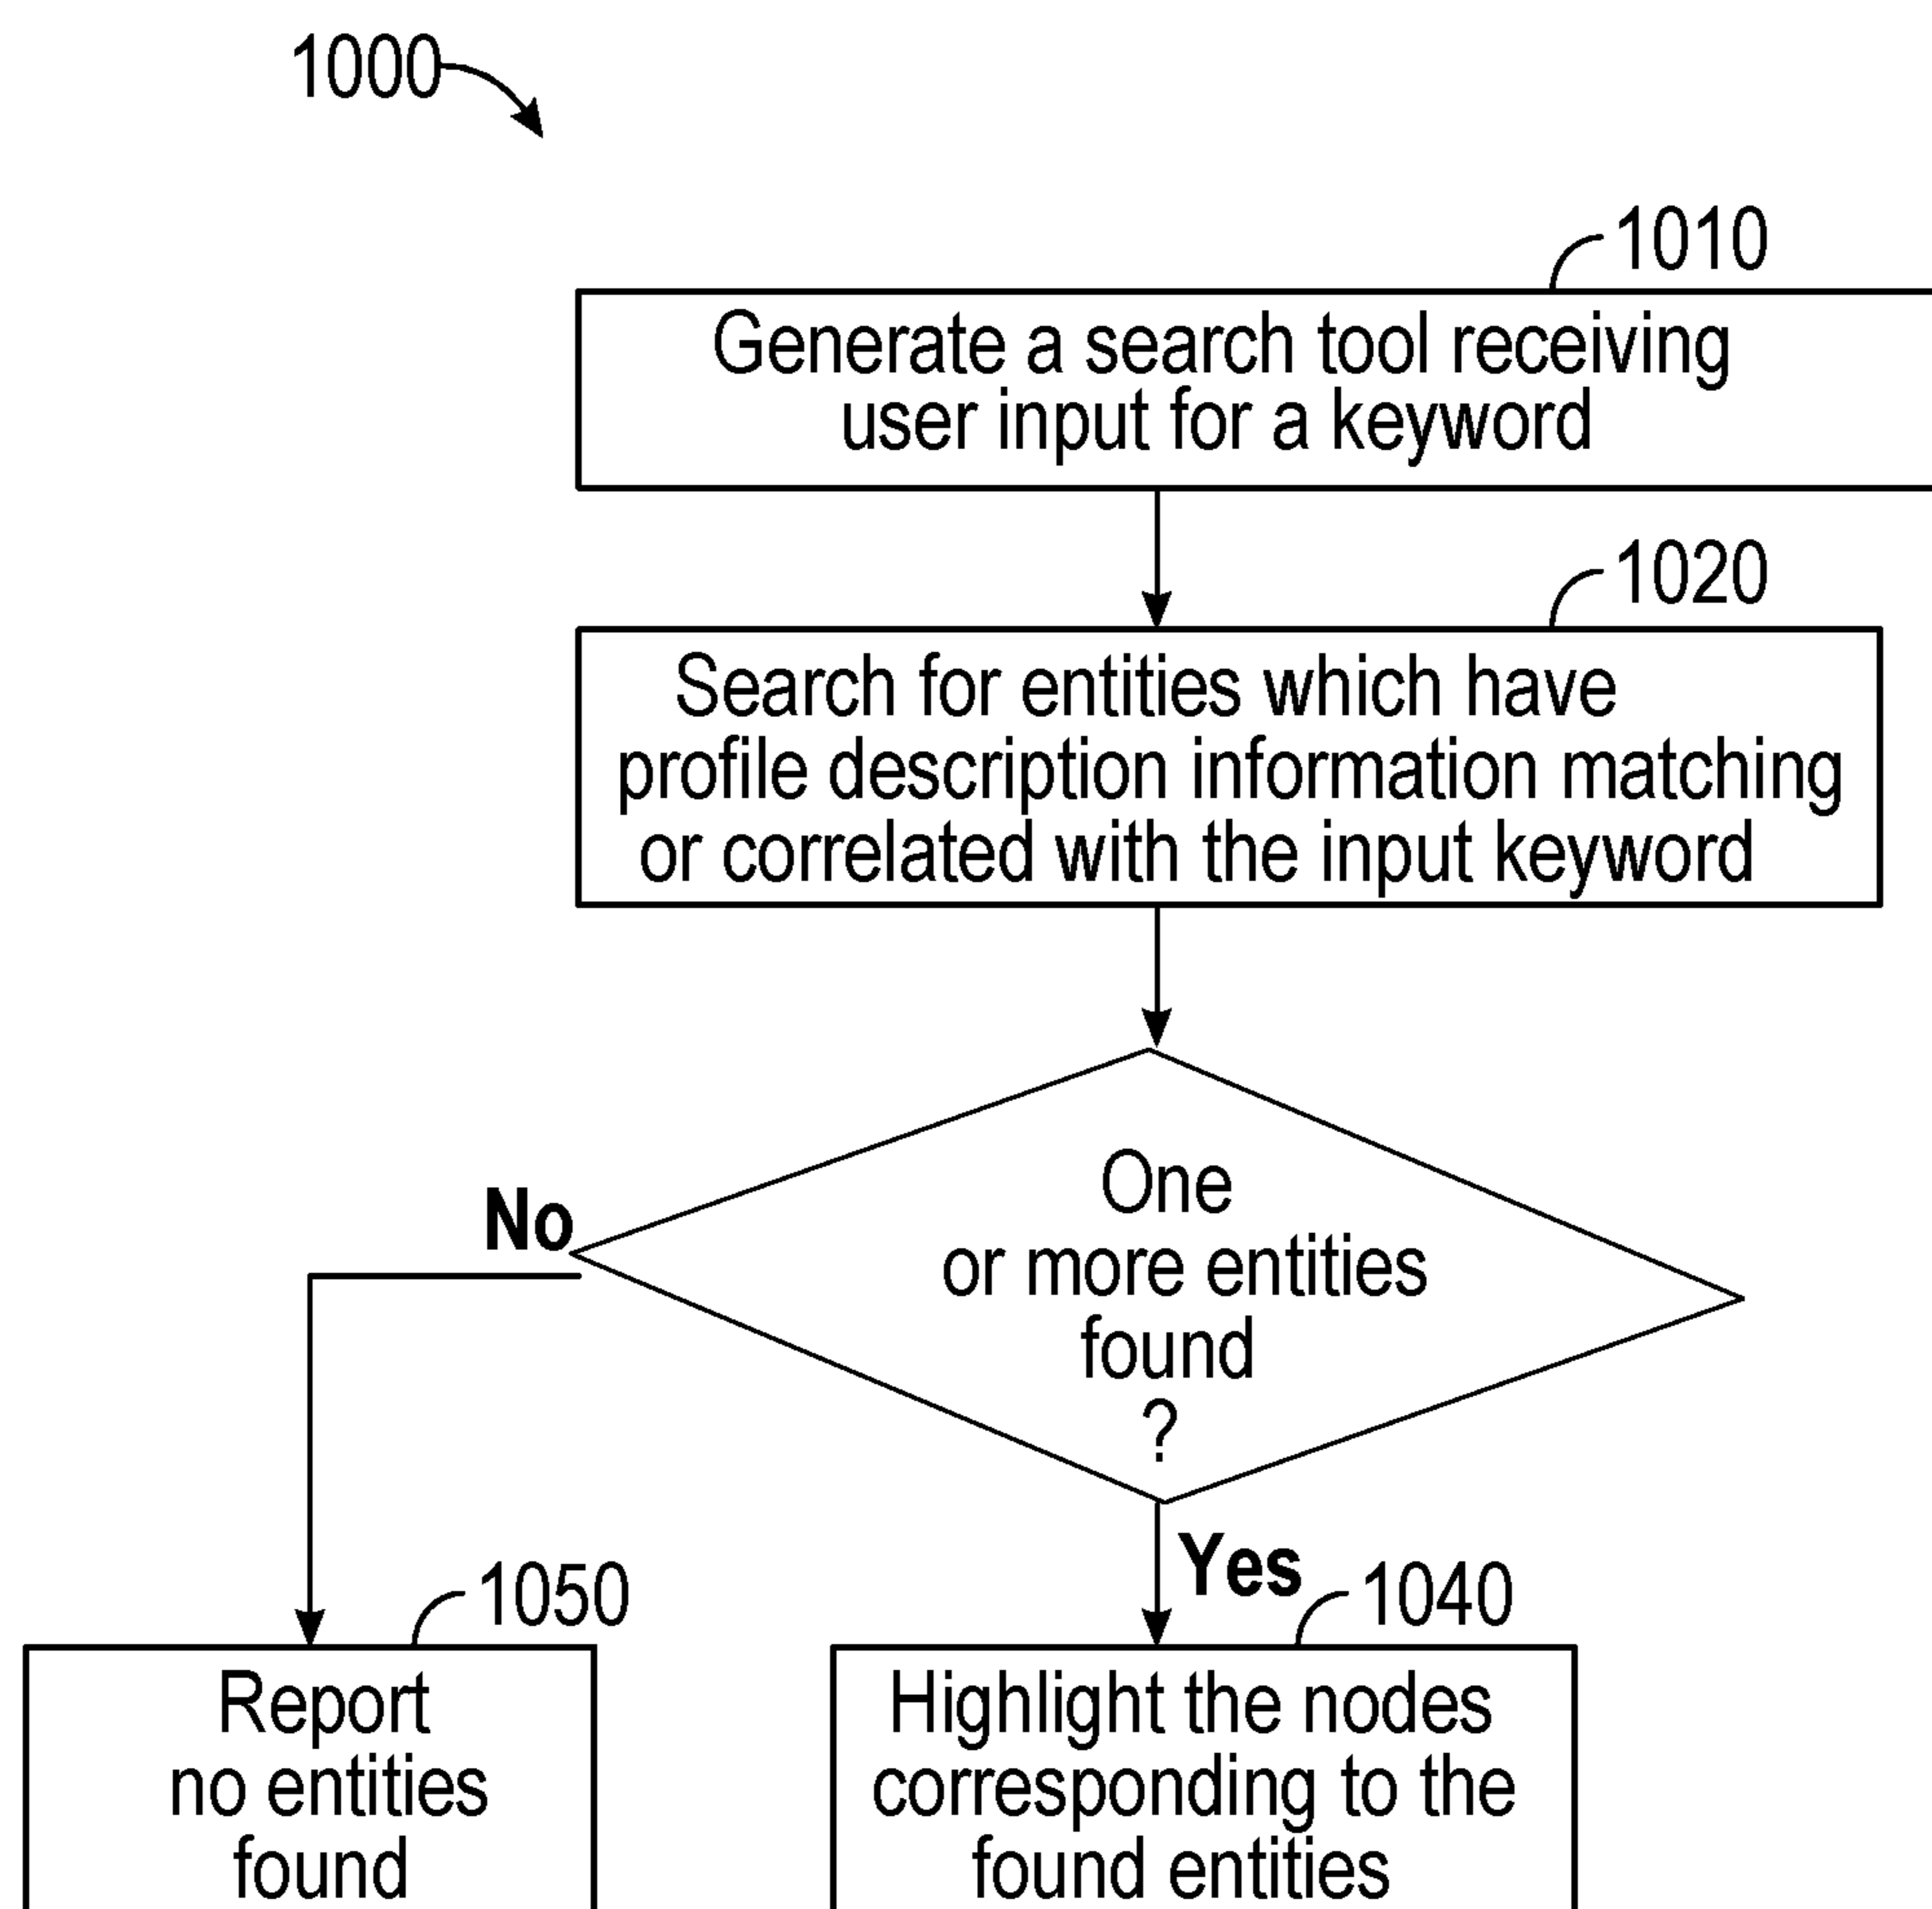 1000
1010
Generate a search tool receiving
user input for a keyword
1020
Search for entities which have
profile description information matching
or correlated with the input keyword
One
or more entities
found
?
No
Yes
1050
Report
no entities
found
1040
Highlight the nodes
corresponding to the
found entities